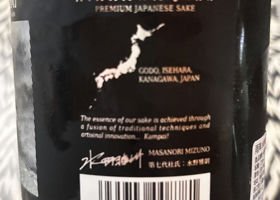 PREMIUM JAPANESE SAKE
GODO, ISEHARA,
KANAGAWA, JAPAN
The essence of our sake is achieved through
a fusion of traditional techniques and
artisanal innovation... Kampai!
MASANORI MIZUNO
第七代杜氏：水野雅則